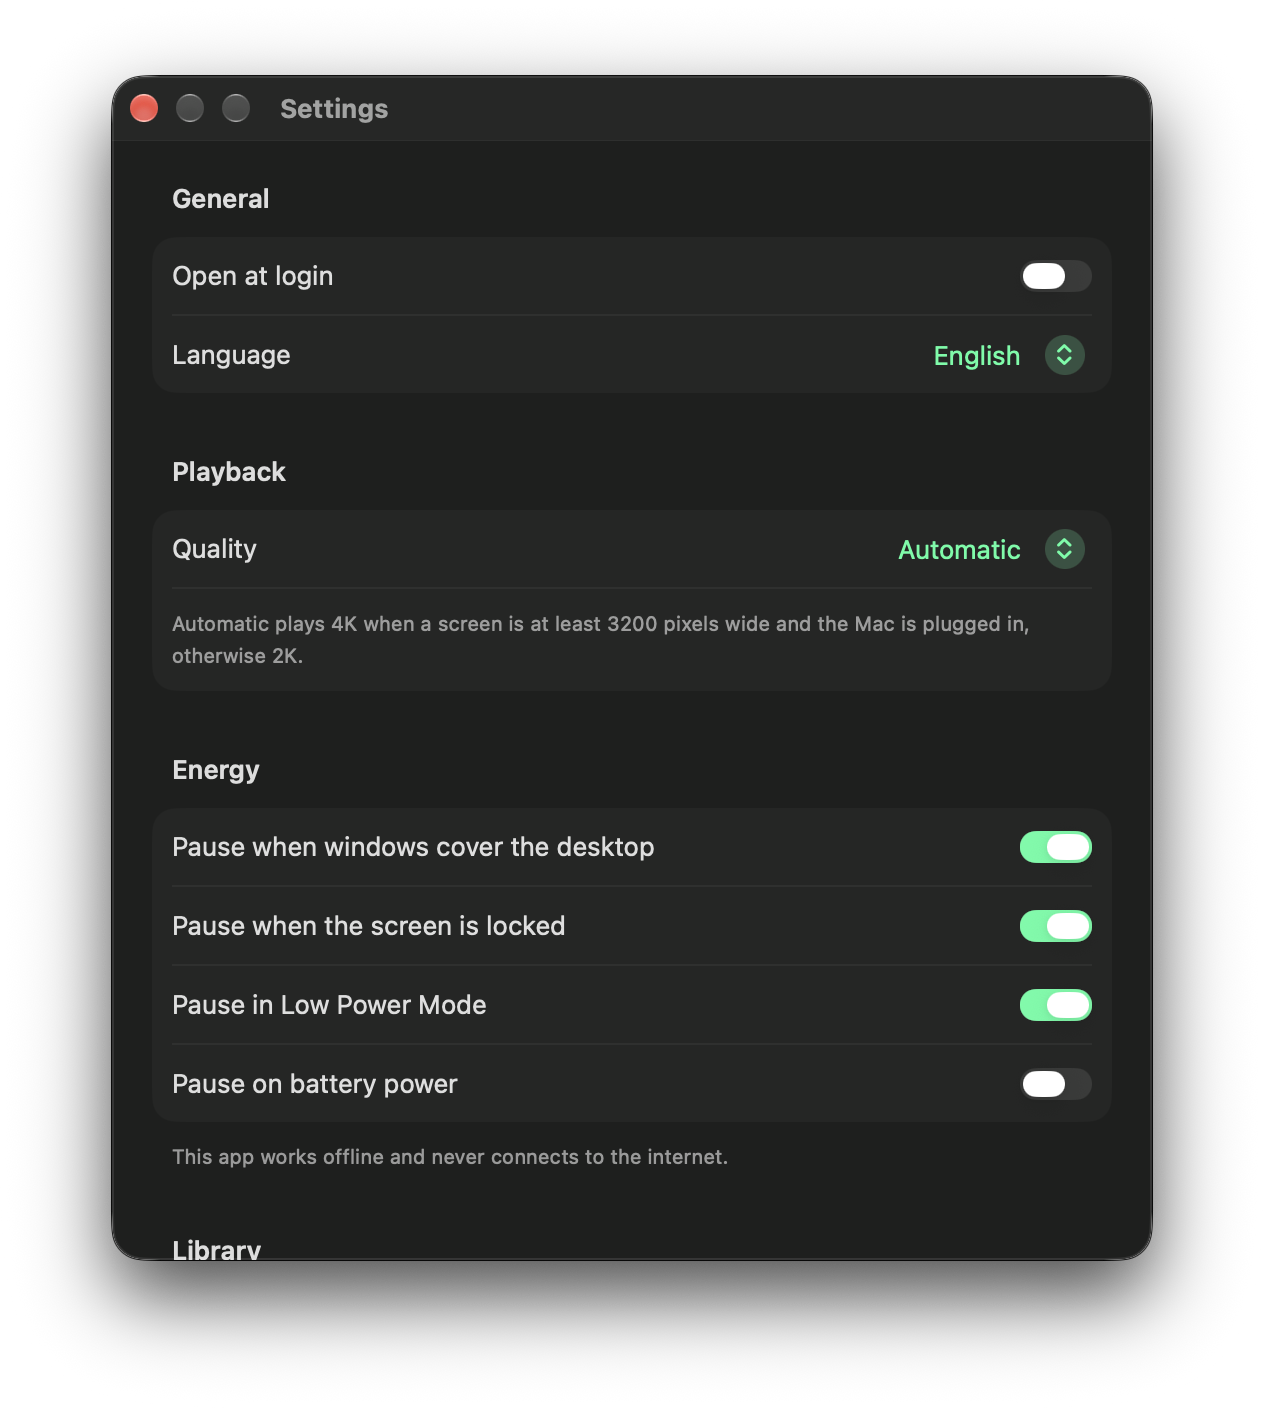 Settings
General
Open at login
Language
English
Playback
Quality
Automatic
Automatic plays 4K when a screen is at least 3200 pixels wide and the Mac is plugged in,
otherwise 2K.
Energy
Pause when windows cover the desktop
Pause when the screen is locked
Pause in Low Power Mode
Pause on battery power
This app works offline and never connects to the internet.
Library